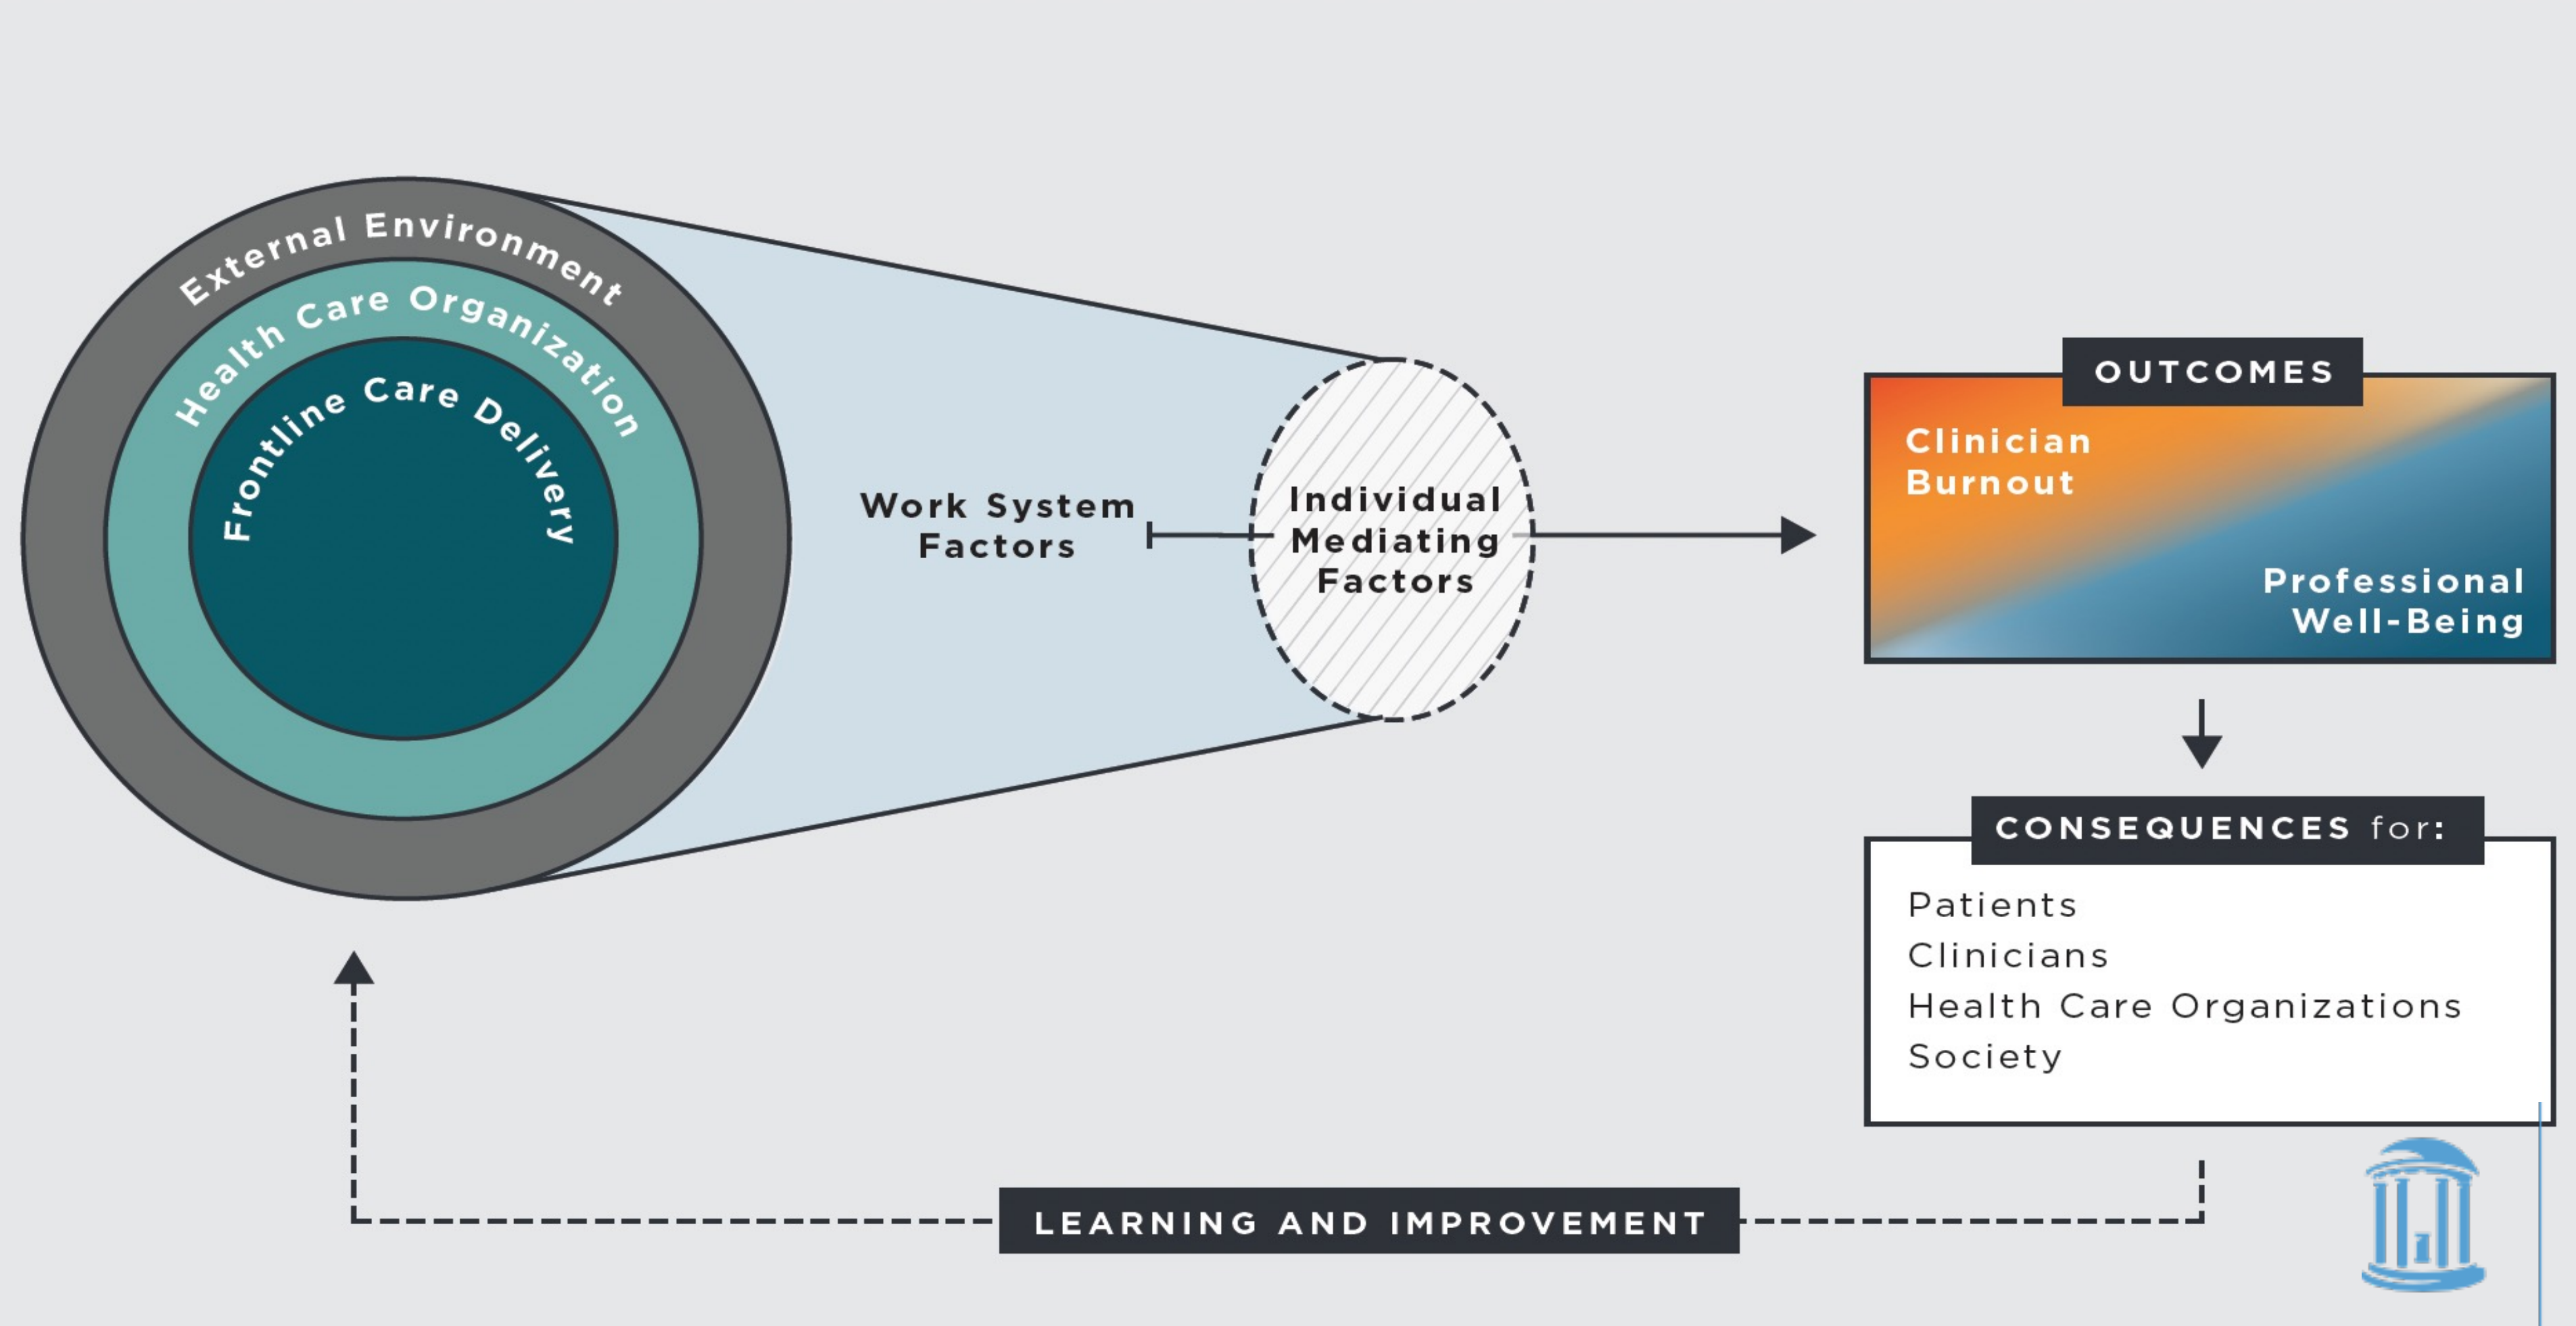 External Environment
Health Care Organization
Frontline Care Delivery
Work System
Factors
Individual
Mediating
Factors
OUTCOMES
Clinician
Burnout
Professional
Well-Being
CONSEQUENCES for:
Patients
Clinicians
Health Care Organizations
Society
LEARNING AND IMPROVEMENT